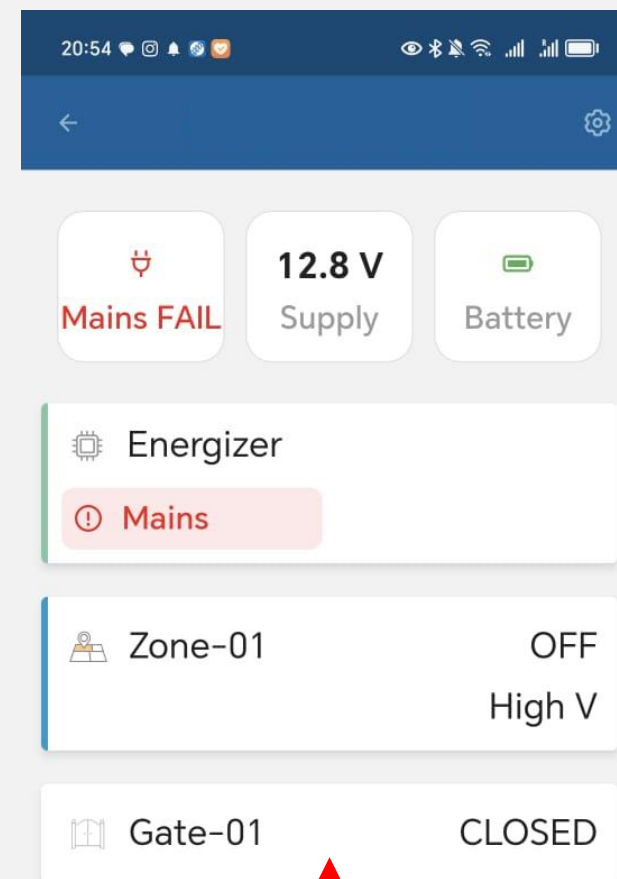 20:54
Mains FAIL
12.8 V
Supply
Battery
Energizer
Mains
Zone-01 OFF
High V
Gate-01 CLOSED